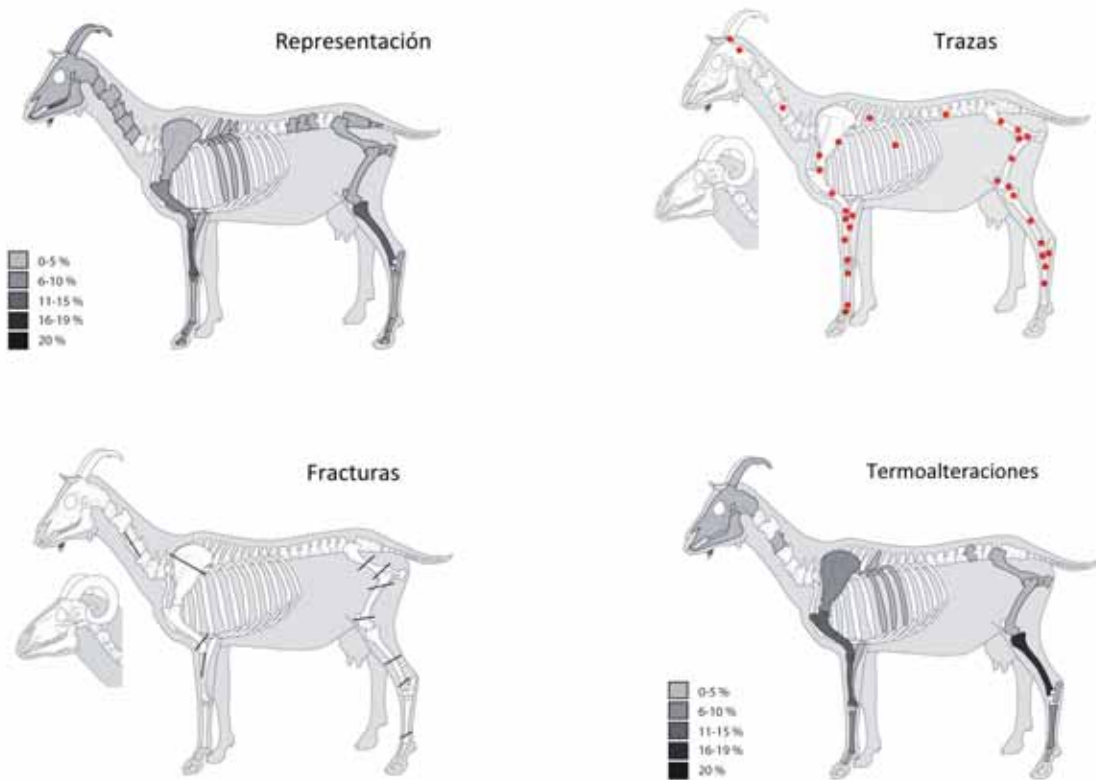 Representación
0-5 %
6-10 %
11-15 %
16-19 %
20 %
Trazas
Fracturas
Termoalteraciones
0-5 %
6-10 %
11-15 %
16-19 %
20 %